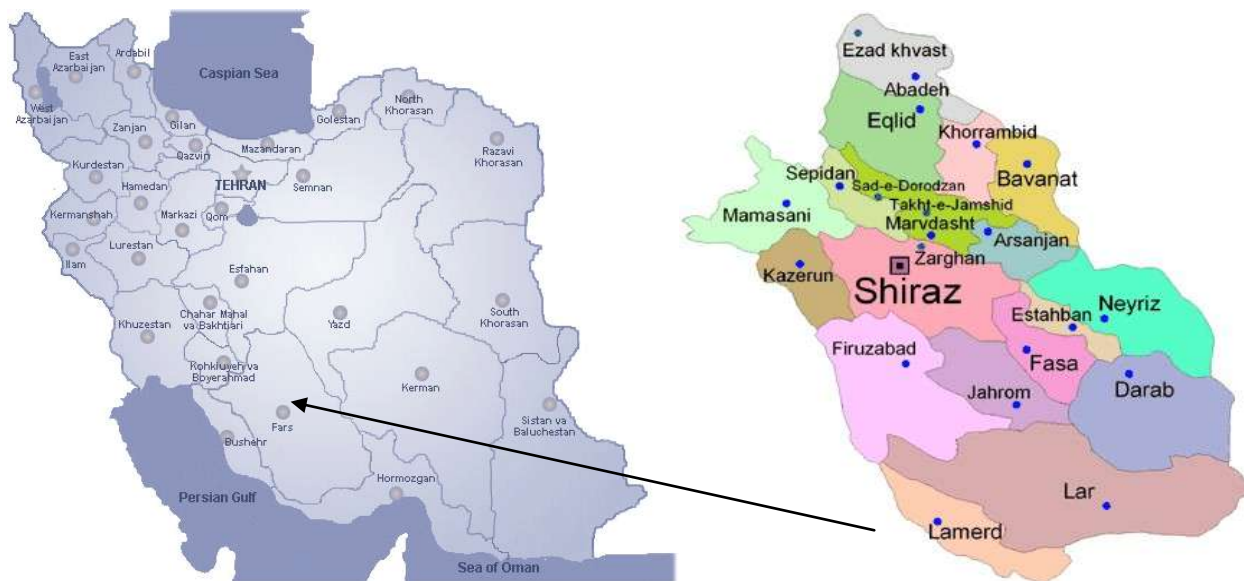 Ardabil
East
Azarbaijan
Caspian Sea
West
Azarbaijan
Gilan
Zanjan
Qazvin
Mazandaran
Golestan
North
Khorasan
Razavi
Khorasan
Kurdestan
TEHRAN
Semnan
Hamedan
Kermanshah
Markazi
Qom
Lurestan
Ilam
Esfahan
Chahar Mahal
va Bakhtiari
Yazd
South
Khorasan
Khuzestan
Kohkiluyeh va
Boyerahmad
Kerman
Fars
Sistan va
Baluchestan
Bushehr
Hormozgan
Persian Gulf
Sea of Oman
Ezad khvast
Abadeh
Eqlid
Khorrambid
Bavanat
Sepidan
Sad-e-Dorodzan
Takht-e-Jamshid
Mamasani
Marvdasht
Arsanjan
Zarghan
Kazerun
Shiraz
Neyriz
Estahban
Firuzabad
Fasa
Darab
Jahrom
Lar
Lamerd